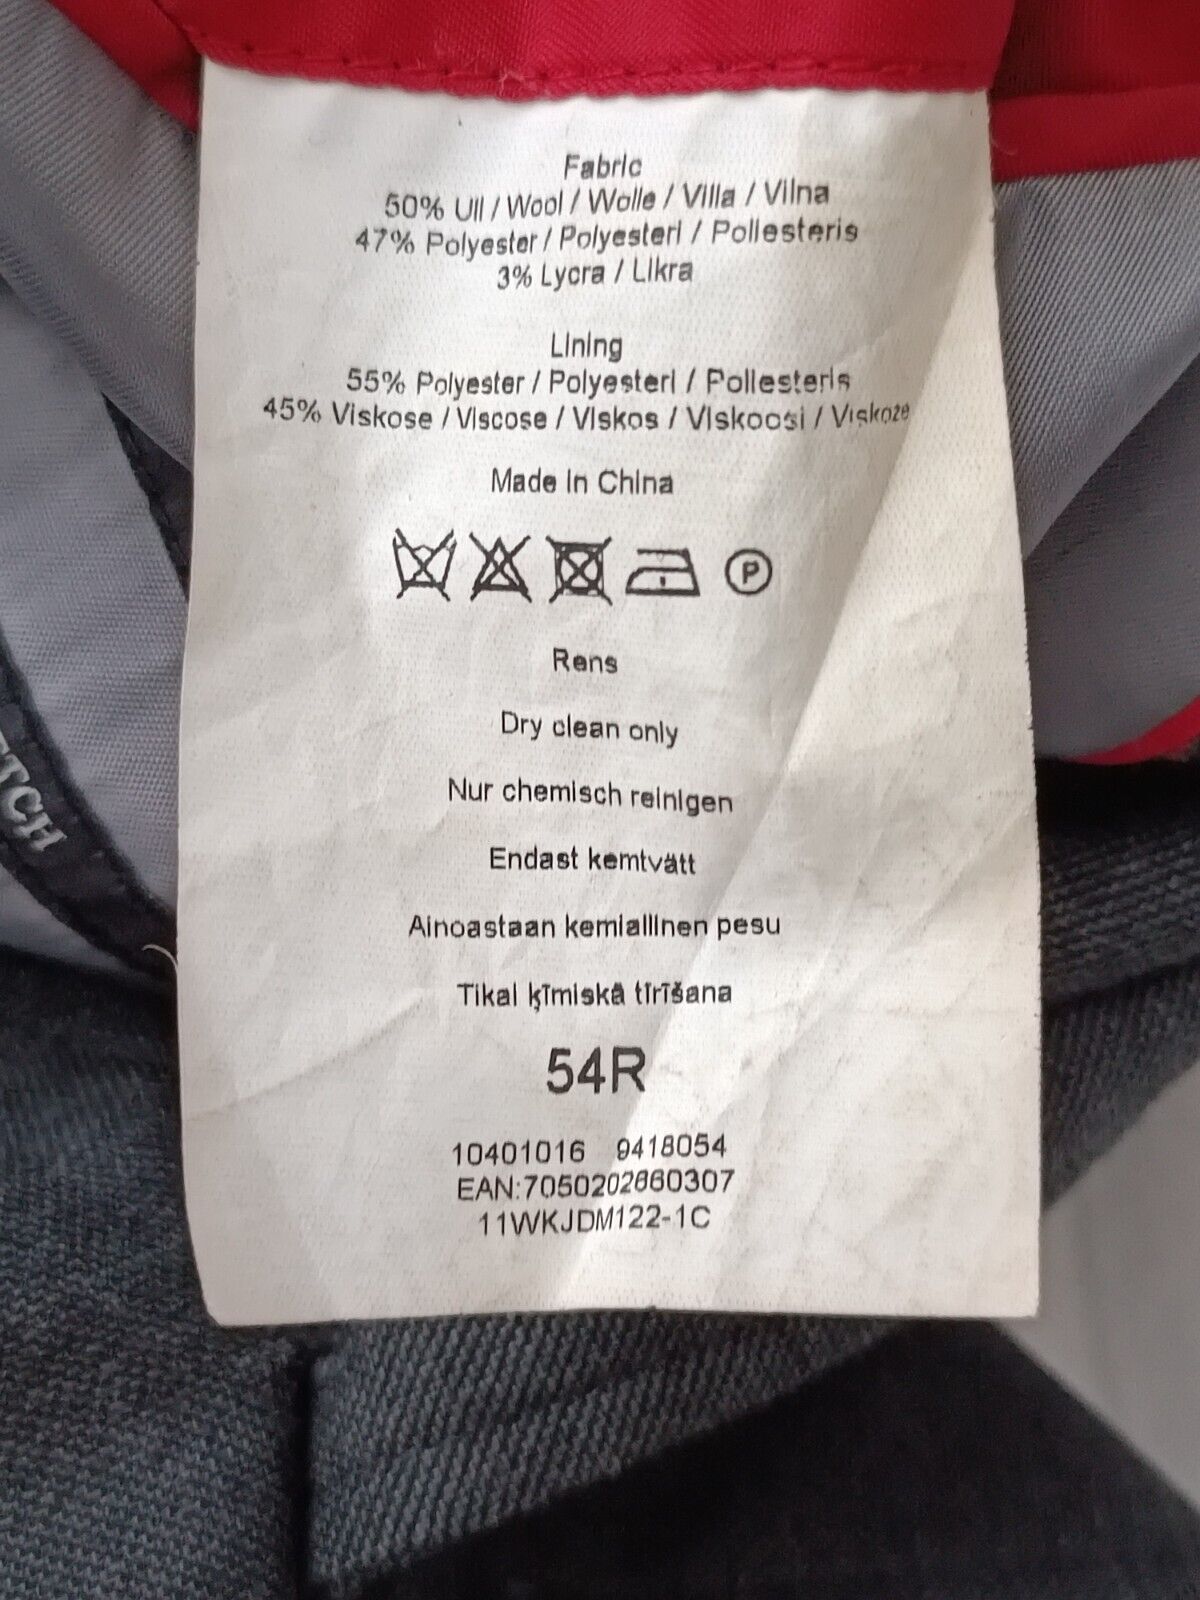 Fabric
50% Ull / Wool / Wolle / Villa / Vilna
47% Polyester / Polyesteri / Poliesteris
3% Lycra / Likra
Lining
55% Polyester / Polyesteri / Poliesteris
45% Viskose / Viscose / Viskos / Viskoosi / Viskoze
Made in China
P
Rens
Dry clean only
Nur chemisch reinigen
Endast kemtvätt
Ainoastaan kemiallinen pesu
Tikai ķīmiskā tīrīšana
54R
10401016 9418054
EAN:7050202660307
11WKJDM122-1C
TCH